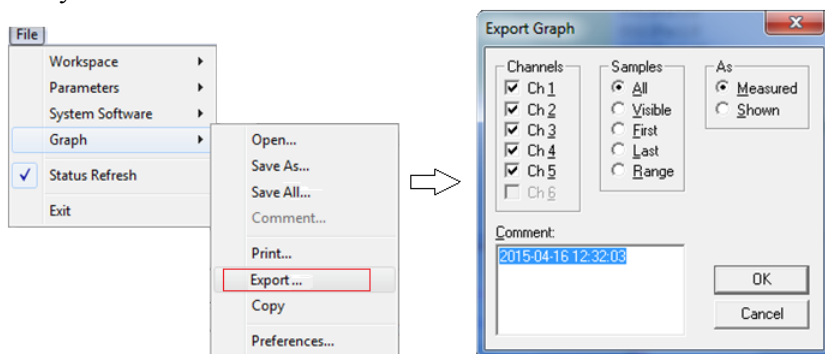 File
Workspace
Parameters
System Software
Graph
Status Refresh
Exit
Open...
Save As...
Save All...
Comment...
Print...
Export ...
Copy
Preferences...
Export Graph
Channels
Ch 1
Ch 2
Ch 3
Ch 4
Ch 5
Ch 6
Samples
All
Visible
First
Last
Range
As
Measured
Shown
Comment:
2015-04-16 12:32:03
OK
Cancel